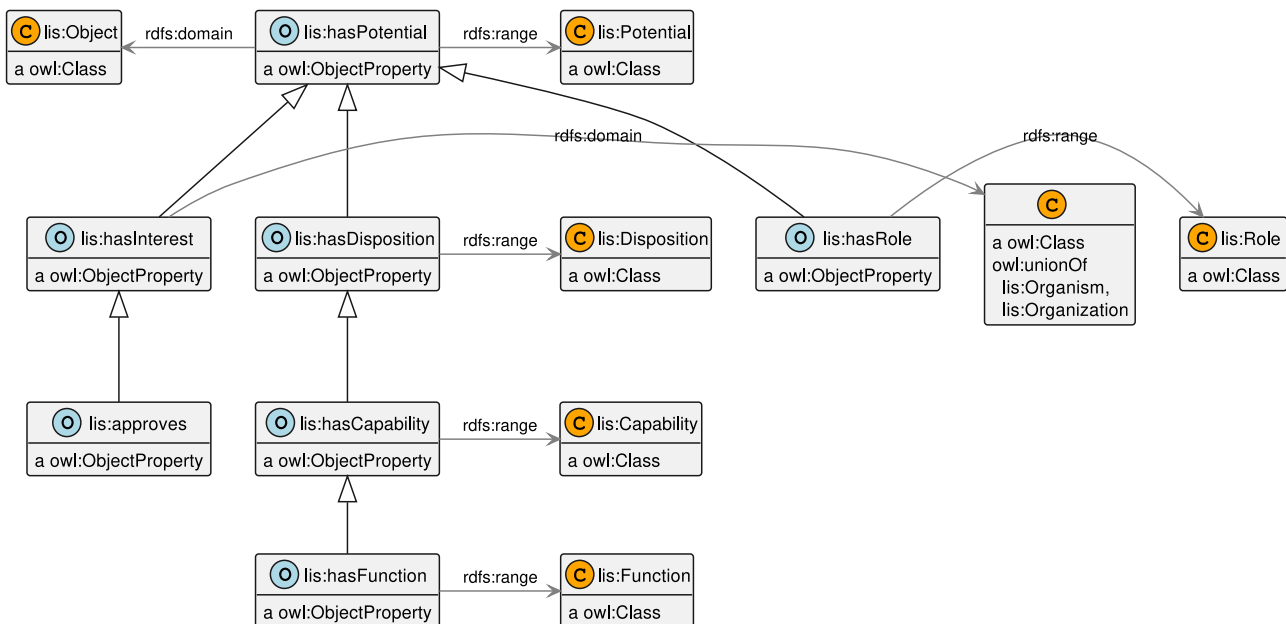 C lis:Object
a owl:Class
rdfs:domain
O lis:hasPotential
a owl:ObjectProperty
rdfs:range
C lis:Potential
a owl:Class
rdfs:domain
rdfs:range
O lis:hasInterest
a owl:ObjectProperty
O lis:hasDisposition
a owl:ObjectProperty
rdfs:range
C lis:Disposition
a owl:Class
O lis:hasRole
a owl:ObjectProperty
C
a owl:Class
owl:unionOf
lis:Organism,
lis:Organization
C lis:Role
a owl:Class
O lis:approves
a owl:ObjectProperty
O lis:hasCapability
a owl:ObjectProperty
rdfs:range
C lis:Capability
a owl:Class
O lis:hasFunction
a owl:ObjectProperty
rdfs:range
C lis:Function
a owl:Class